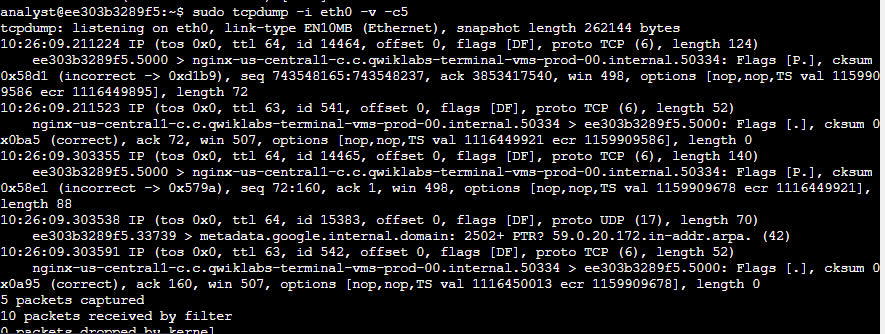 analyst@ee303b3289f5:~$ sudo tcpdump -i eth0 -v -c5
tcpdump: listening on eth0, link-type EN10MB (Ethernet), snapshot length 262144 bytes
10:26:09.211224 IP (tos 0x0, ttl 64, id 14464, offset 0, flags [DF], proto TCP (6), length 124)
    ee303b3289f5.5000 > nginx-us-central1-c.c.qwiklabs-terminal-vms-prod-00.internal.50334: Flags [P.], cksum
0x58d1 (incorrect -> 0xd1b9), seq 743548165:743548237, ack 3853417540, win 498, options [nop,nop,TS val 115990
9586 ecr 1116449895], length 72
10:26:09.211523 IP (tos 0x0, ttl 63, id 541, offset 0, flags [DF], proto TCP (6), length 52)
    nginx-us-central1-c.c.qwiklabs-terminal-vms-prod-00.internal.50334 > ee303b3289f5.5000: Flags [.], cksum 0
x0ba5 (correct), ack 72, win 507, options [nop,nop,TS val 1116449921 ecr 1159909586], length 0
10:26:09.303355 IP (tos 0x0, ttl 64, id 14465, offset 0, flags [DF], proto TCP (6), length 140)
    ee303b3289f5.5000 > nginx-us-central1-c.c.qwiklabs-terminal-vms-prod-00.internal.50334: Flags [P.], cksum
0x58e1 (incorrect -> 0x579a), seq 72:160, ack 1, win 498, options [nop,nop,TS val 1159909678 ecr 1116449921],
length 88
10:26:09.303538 IP (tos 0x0, ttl 64, id 15383, offset 0, flags [DF], proto UDP (17), length 70)
    ee303b3289f5.33739 > metadata.google.internal.domain: 2502+ PTR? 59.0.20.172.in-addr.arpa. (42)
10:26:09.303591 IP (tos 0x0, ttl 63, id 542, offset 0, flags [DF], proto TCP (6), length 52)
    nginx-us-central1-c.c.qwiklabs-terminal-vms-prod-00.internal.50334 > ee303b3289f5.5000: Flags [.], cksum 0
x0a95 (correct), ack 160, win 507, options [nop,nop,TS val 1116450013 ecr 1159909678], length 0
5 packets captured
10 packets received by filter
0 packets dropped by kernel